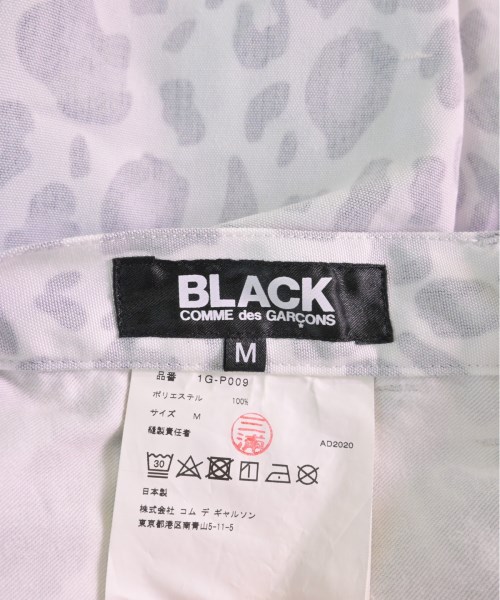 BLACK
COMME des GARÇONS
M
品番 1G-P009
ポリエステル 100%
サイズ M
縫製責任者
AD2020
30
日本製
株式会社 コム デ ギャルソン
東京都港区南青山5-11-5